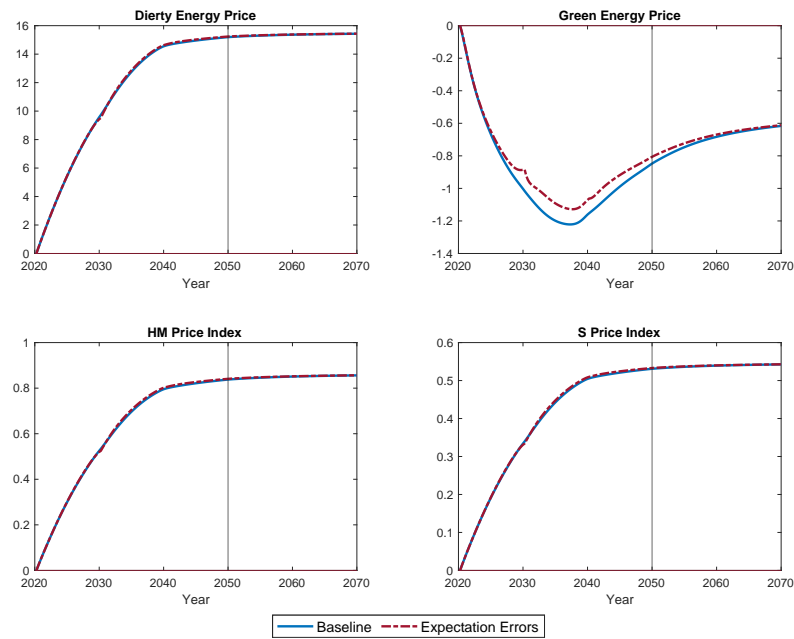 Dierty Energy Price
16
14
12
10
8
6
4
2
0
2020 2030 2040 2050 2060 2070
Year
Green Energy Price
0
-0.2
-0.4
-0.6
-0.8
-1
-1.2
-1.4
2020 2030 2040 2050 2060 2070
Year
HM Price Index
1
0.8
0.6
0.4
0.2
0
2020 2030 2040 2050 2060 2070
Year
S Price Index
0.6
0.5
0.4
0.3
0.2
0.1
0
2020 2030 2040 2050 2060 2070
Year
Baseline Expectation Errors